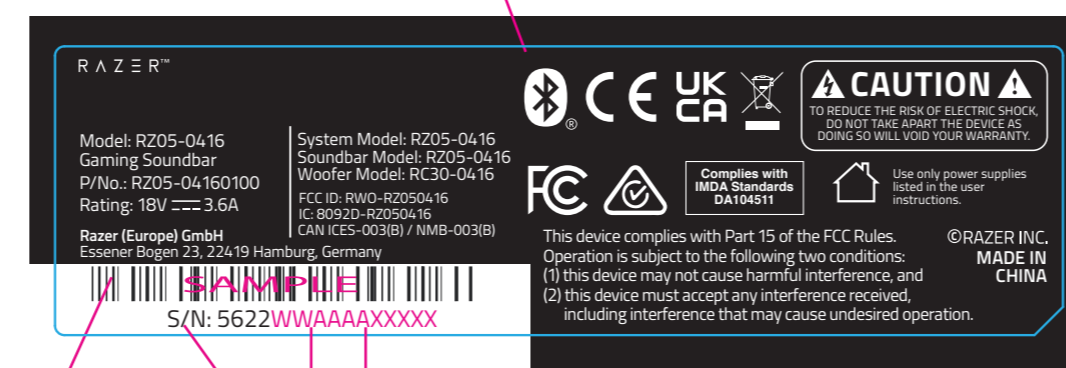 RΛZΞR™
Model: RZ05-0416
Gaming Soundbar
P/No.: RZ05-04160100
Rating: 18V ⎓ 3.6A
Razer (Europe) GmbH
Essener Bogen 23, 22419 Hamburg, Germany
System Model: RZ05-0416
Soundbar Model: RZ05-0416
Woofer Model: RC30-0416
FCC ID: RWO-RZ050416
IC: 8092D-RZ050416
CAN ICES-003(B) / NMB-003(B)
SAMPLE
S/N: 5622WWAAAAXXXXX
®
CE
UK
CA
CAUTION
TO REDUCE THE RISK OF ELECTRIC SHOCK,
DO NOT TAKE APART THE DEVICE AS
DOING SO WILL VOID YOUR WARRANTY.
FC
Complies with
IMDA Standards
DA104511
Use only power supplies
listed in the user
instructions.
This device complies with Part 15 of the FCC Rules.
Operation is subject to the following two conditions:
(1) this device may not cause harmful interference, and
(2) this device must accept any interference received,
including interference that may cause undesired operation.
©RAZER INC.
MADE IN
CHINA